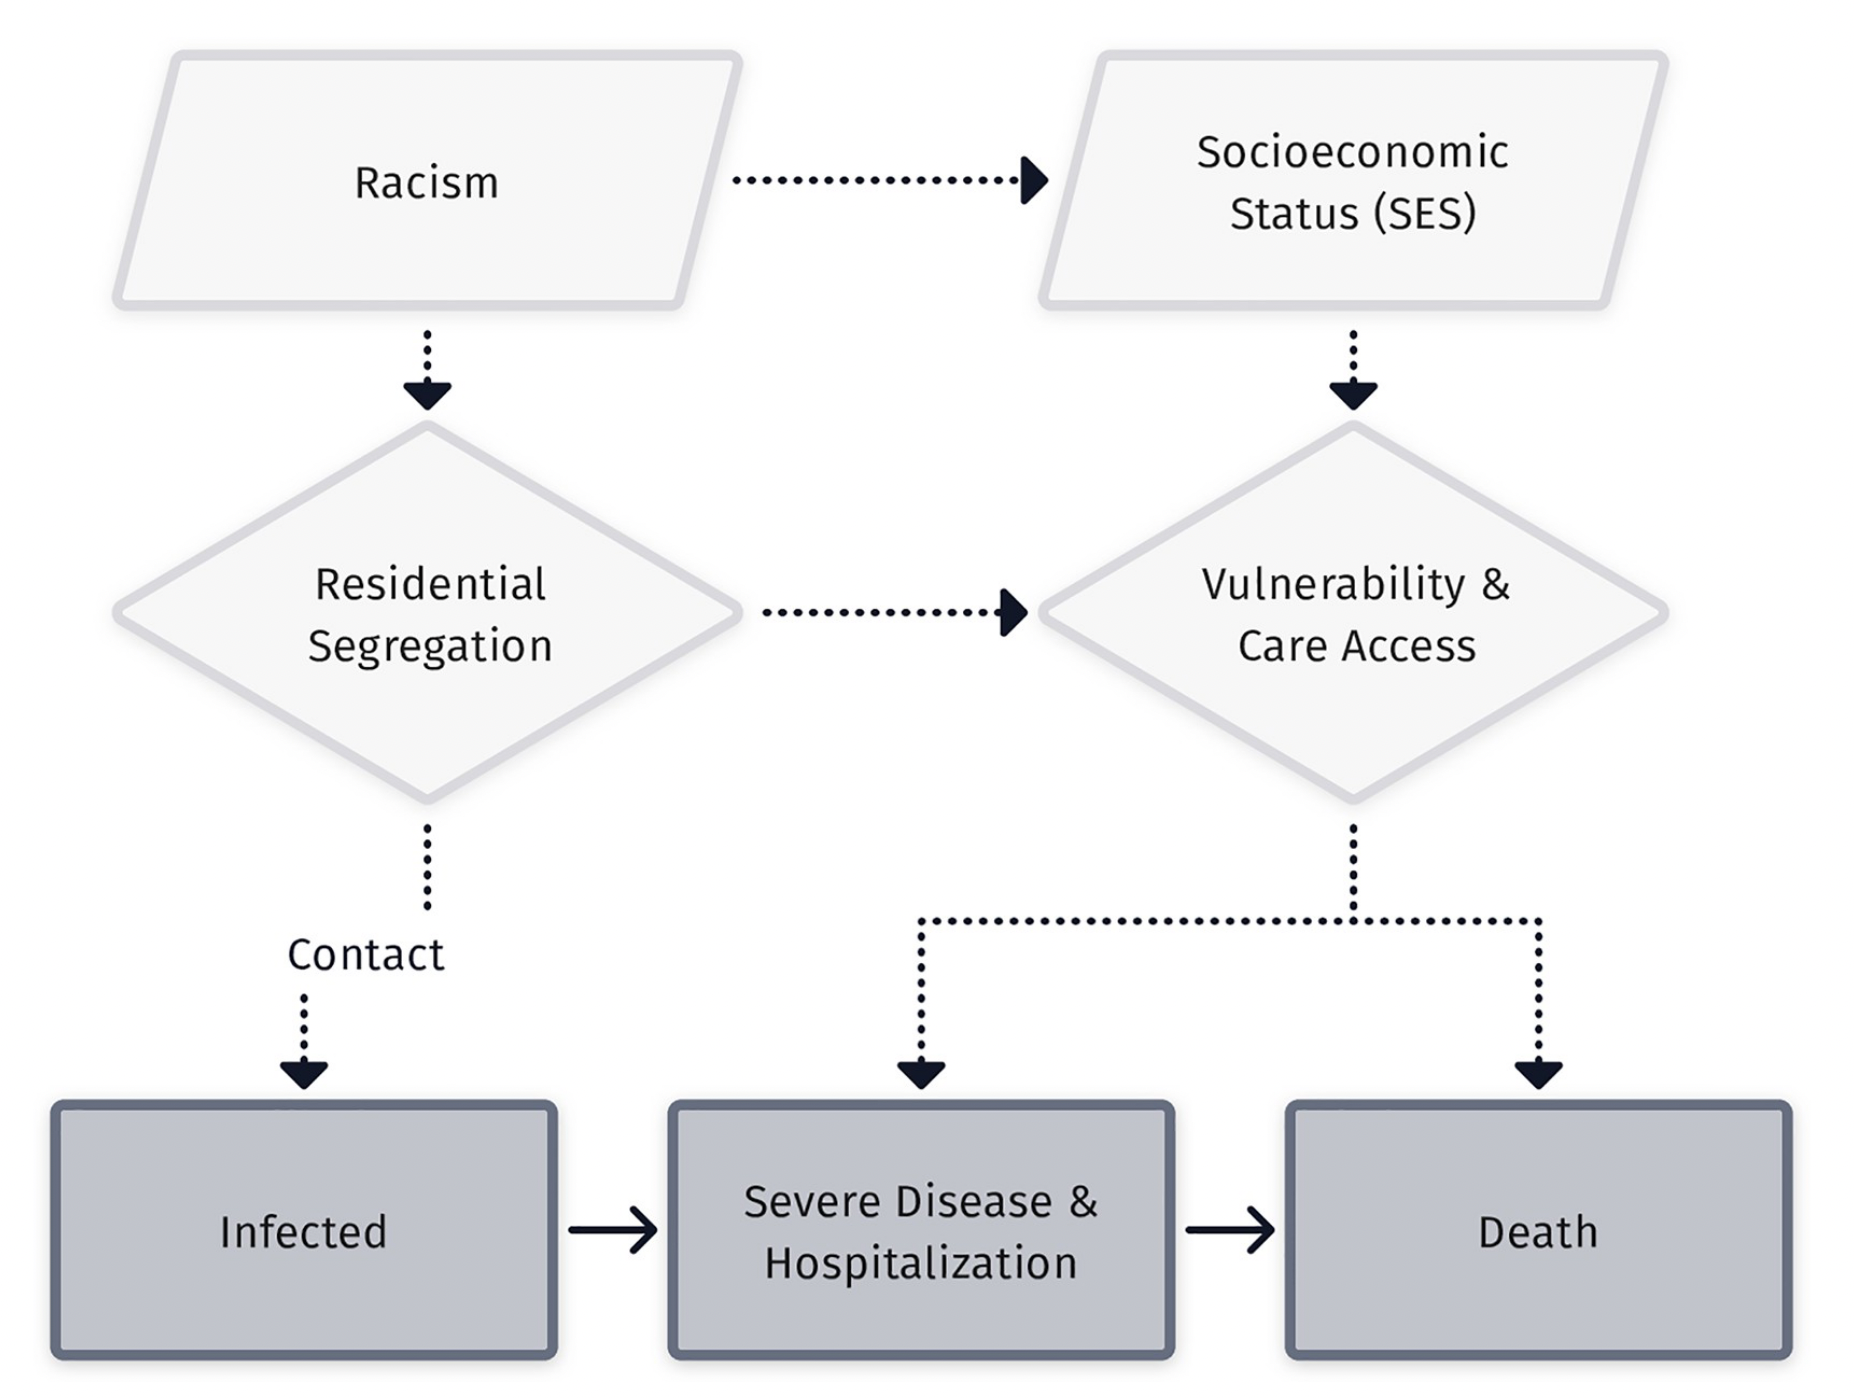 Racism
Socioeconomic
Status (SES)
Residential
Segregation
Vulnerability &
Care Access
Contact
Infected
Severe Disease &
Hospitalization
Death